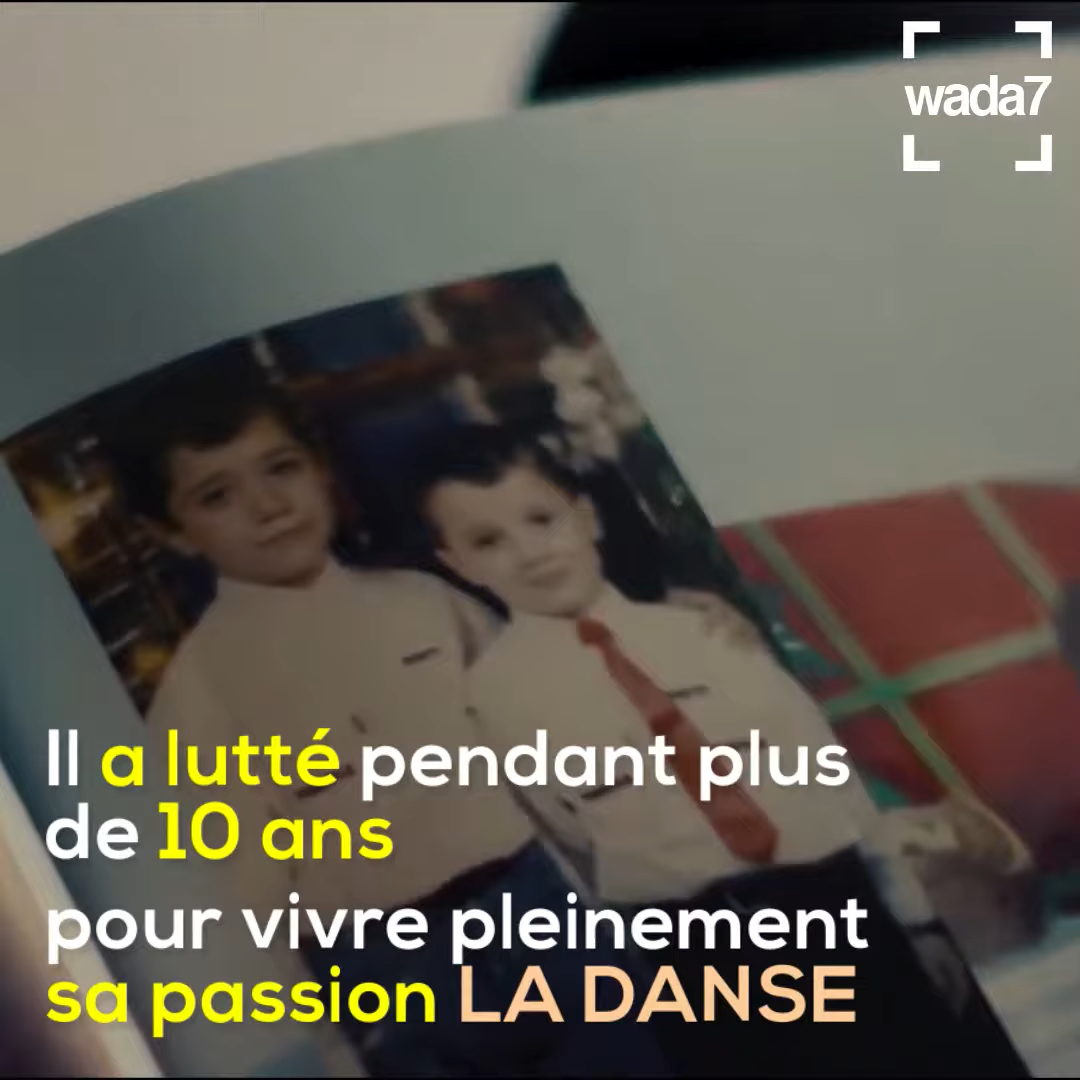 wada7
Il a lutté pendant plus
de 10 ans
pour vivre pleinement
sa passion LA DANSE